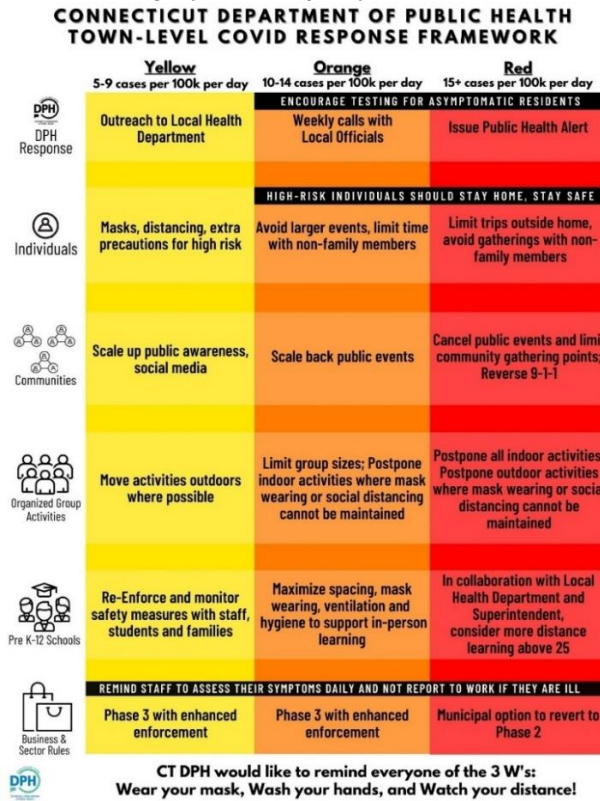 CONNECTICUT DEPARTMENT OF PUBLIC HEALTH
TOWN-LEVEL COVID RESPONSE FRAMEWORK
Yellow
5-9 cases per 100k per day
Orange
10-14 cases per 100k per day
Red
15+ cases per 100k per day
ENCOURAGE TESTING FOR ASYMPTOMATIC RESIDENTS
DPH
DPH
Response
Outreach to Local Health
Department
Weekly calls with
Local Officials
Issue Public Health Alert
HIGH-RISK INDIVIDUALS SHOULD STAY HOME, STAY SAFE
Individuals
Masks, distancing, extra
precautions for high risk
Avoid larger events, limit time
with non-family members
Limit trips outside home,
avoid gatherings with non-
family members
Communities
Scale up public awareness,
social media
Scale back public events
Cancel public events and limi
community gathering points;
Reverse 9-1-1
Organized Group
Activities
Move activities outdoors
where possible
Limit group sizes; Postpone
indoor activities where mask
wearing or social distancing
cannot be maintained
Postpone all indoor activities
Postpone outdoor activities
where mask wearing or socia
distancing cannot be
maintained
Pre K-12 Schools
Re-Enforce and monitor
safety measures with staff,
students and families
Maximize spacing, mask
wearing, ventilation and
hygiene to support in-person
learning
In collaboration with Local
Health Department and
Superintendent,
consider more distance
learning above 25
REMIND STAFF TO ASSESS THEIR SYMPTOMS DAILY AND NOT REPORT TO WORK IF THEY ARE ILL
Business &
Sector Rules
Phase 3 with enhanced
enforcement
Phase 3 with enhanced
enforcement
Municipal option to revert to
Phase 2
DPH
CT DPH would like to remind everyone of the 3 W's:
Wear your mask, Wash your hands, and Watch your distance!